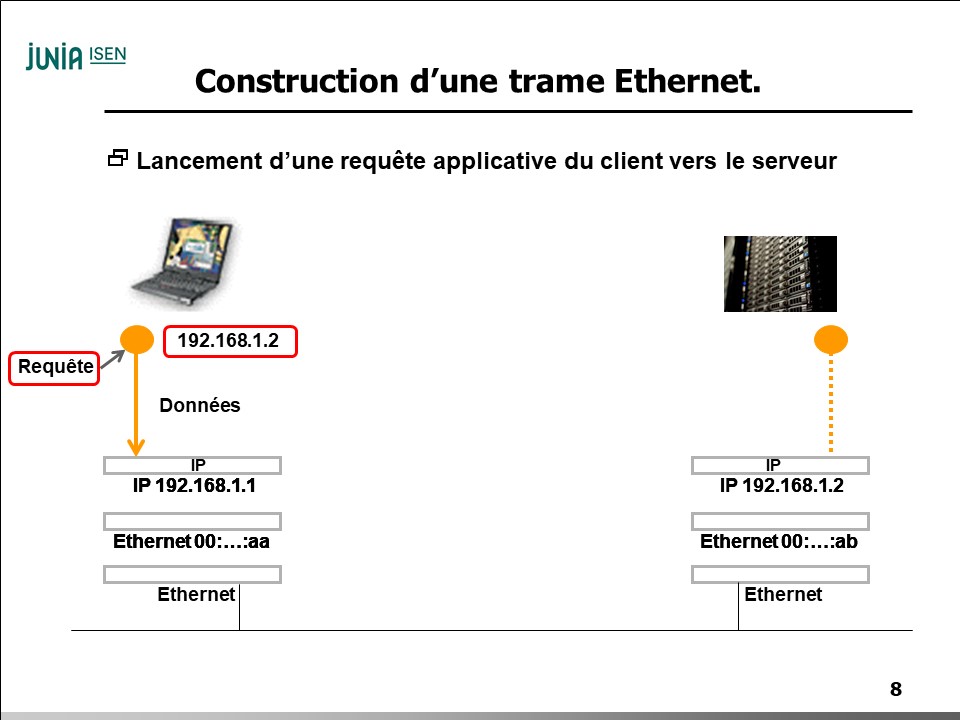 JUNIA ISEN
Construction d’une trame Ethernet.
Lancement d’une requête applicative du client vers le serveur
192.168.1.2
Requête
Données
IP
IP
IP 192.168.1.1
IP 192.168.1.2
Ethernet 00:…:aa
Ethernet 00:…:ab
Ethernet
Ethernet
8